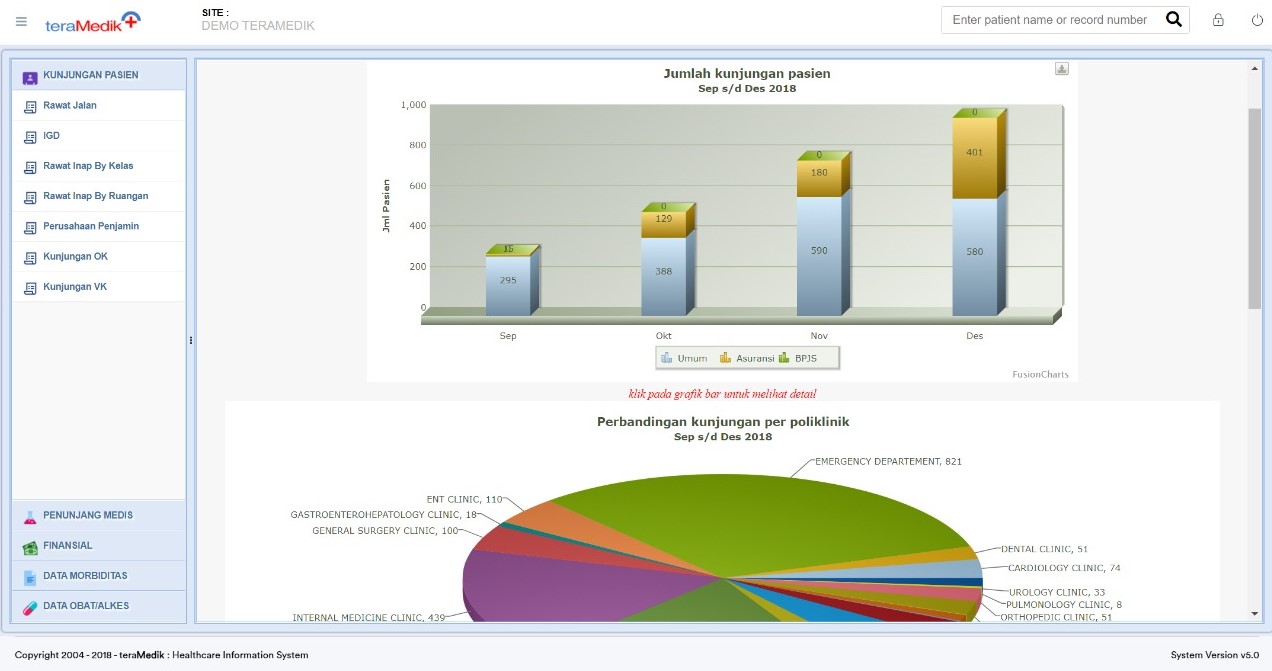 teraMedik
SITE :
DEMO TERAMEDIK
Enter patient name or record number
KUNJUNGAN PASIEN
Rawat Jalan
IGD
Rawat Inap By Kelas
Rawat Inap By Ruangan
Perusahaan Penjamin
Kunjungan OK
Kunjungan VK
PENUNJANG MEDIS
FINANSIAL
DATA MORBIDITAS
DATA OBAT/ALKES
Jumlah kunjungan pasien
Sep s/d Des 2018
Jml Pasien
1,000
800
600
400
200
0
295
0
129
388
0
180
590
0
401
580
Sep
Okt
Nov
Des
Umum
Asuransi
BPJS
FusionCharts
klik pada grafik bar untuk melihat detail
Perbandingan kunjungan per poliklinik
Sep s/d Des 2018
EMERGENCY DEPARTEMENT, 821
ENT CLINIC, 110
GASTROENTEROHEPATOLOGY CLINIC, 18
GENERAL SURGERY CLINIC, 100
INTERNAL MEDICINE CLINIC, 439
DENTAL CLINIC, 51
CARDIOLOGY CLINIC, 74
UROLOGY CLINIC, 33
PULMONOLOGY CLINIC, 8
ORTHOPEDIC CLINIC, 51
Copyright 2004 - 2018 - teraMedik : Healthcare Information System
System Version v5.0